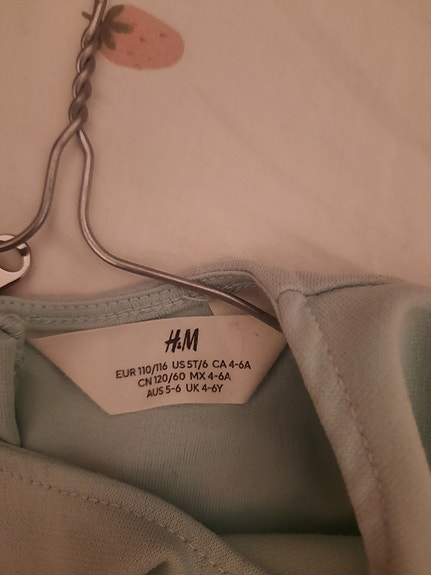 H&M
EUR 110/116 US 5T/6 CA 4-6A
CN 120/60 MX 4-6A
AUS 5-6 UK 4-6Y